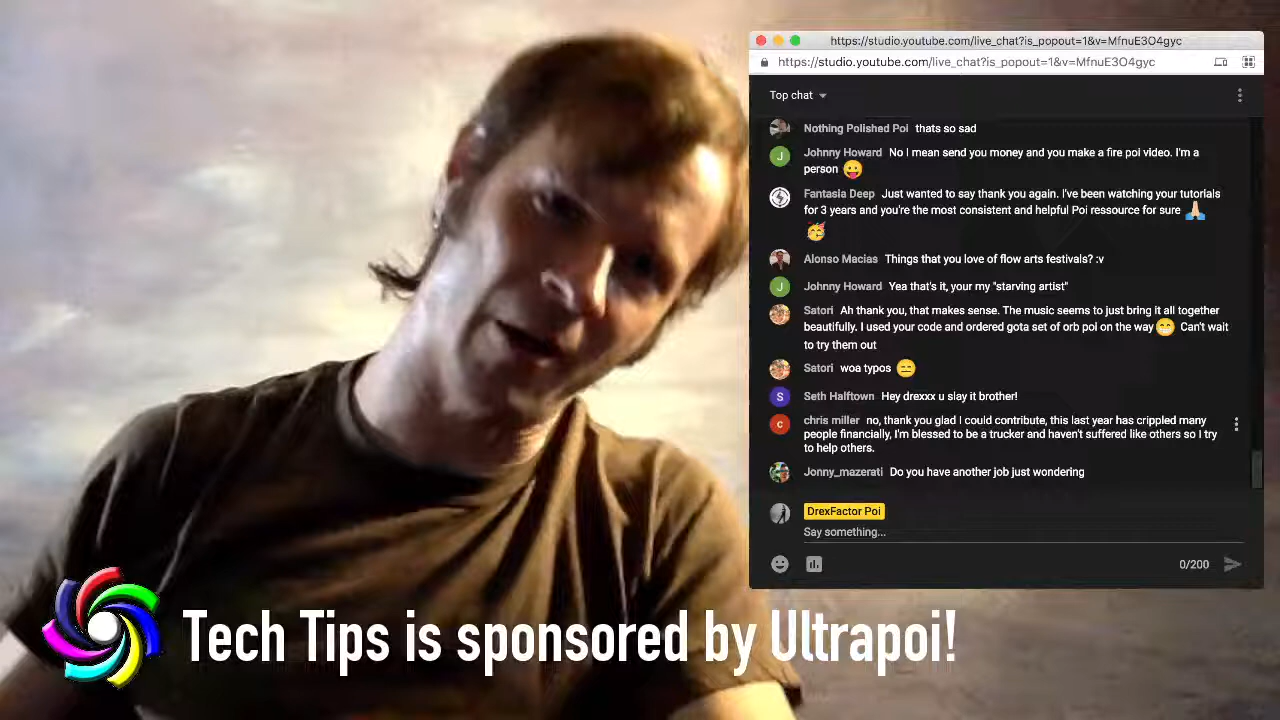 https://studio.youtube.com/live_chat?is_popout=1&v=MfnuE3O4gyc
https://studio.youtube.com/live_chat?is_popout=1&v=MfnuE3O4gyc
Top chat
Nothing Polished Poi thats so sad
J Johnny Howard No I mean send you money and you make a fire poi video. I'm a
person 😛
Fantasia Deep Just wanted to say thank you again. I've been watching your tutorials
for 3 years and you're the most consistent and helpful Poi ressource for sure 🙏
🥳
Alonso Macias Things that you love of flow arts festivals? :v
J Johnny Howard Yea that's it, your my "starving artist"
Satori Ah thank you, that makes sense. The music seems to just bring it all together
beautifully. I used your code and ordered gota set of orb poi on the way😁 Can't wait
to try them out
Satori woa typos 😑
S Seth Halftown Hey drexxx u slay it brother!
c chris miller no, thank you glad I could contribute, this last year has crippled many
people financially, I'm blessed to be a trucker and haven't suffered like others so I try
to help others.
Jonny_mazerati Do you have another job just wondering
DrexFactor Poi
Say something...
0/200
Tech Tips is sponsored by Ultrapoi!